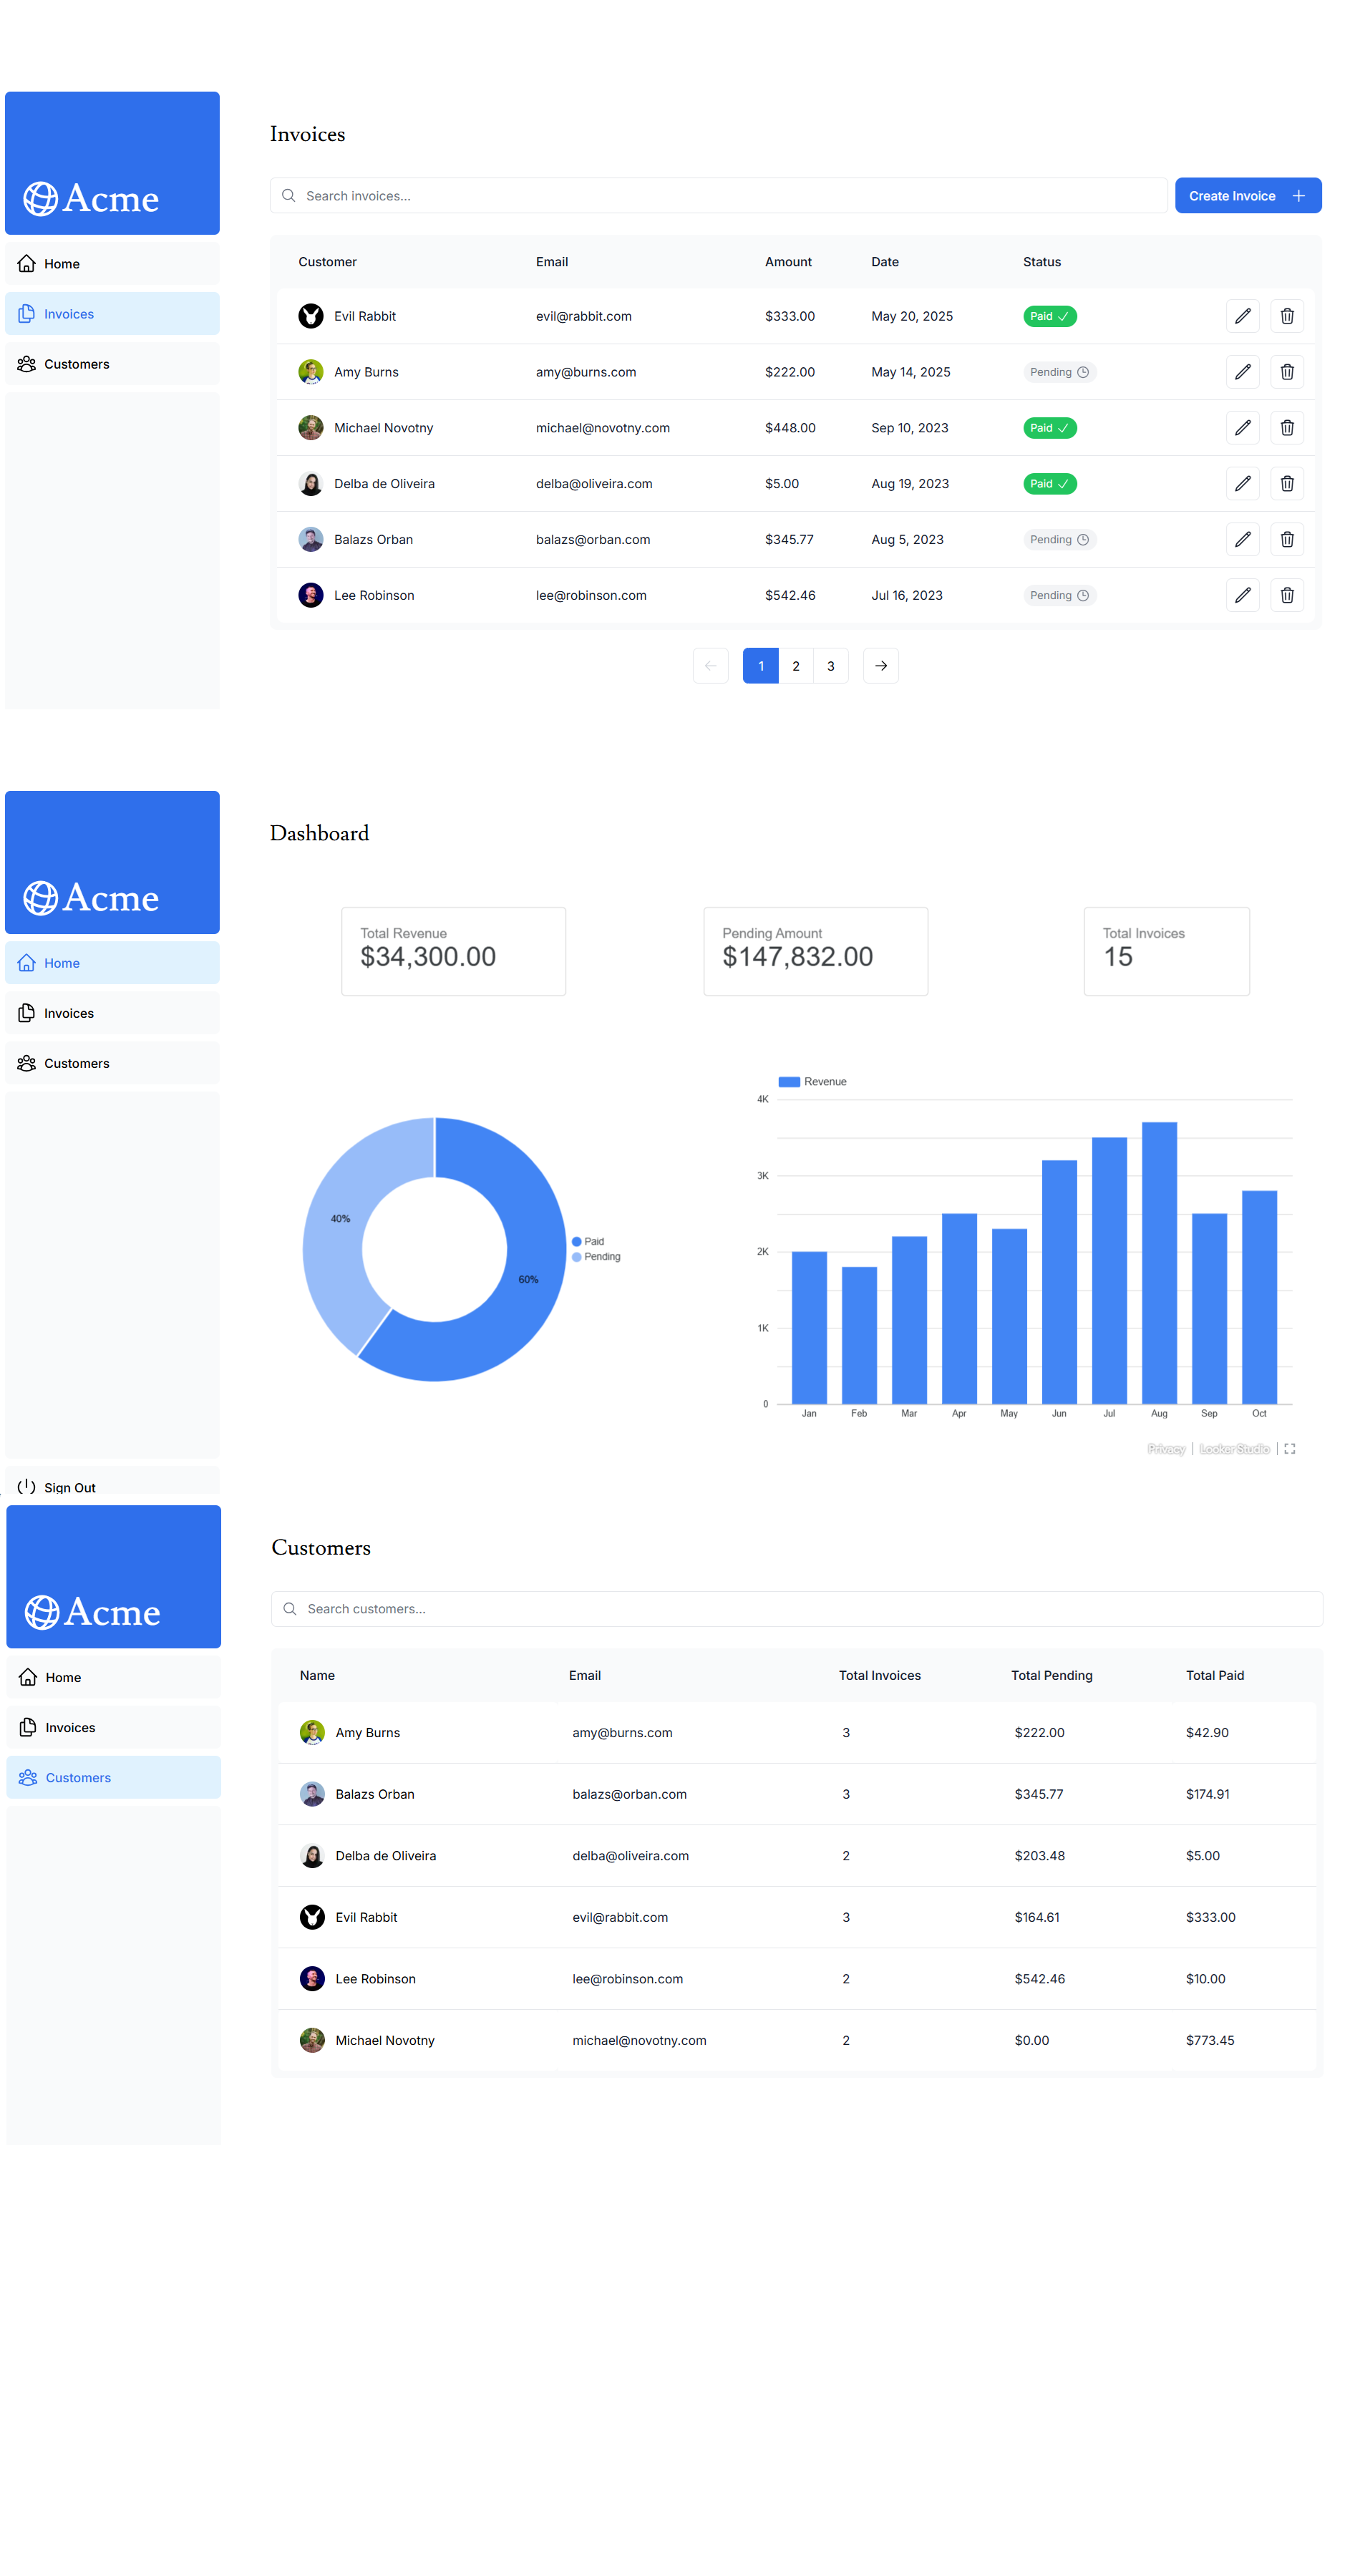 Acme
Home
Invoices
Customers
Invoices
Search invoices...
Create Invoice
Customer Email Amount Date Status
Evil Rabbit evil@rabbit.com $333.00 May 20, 2025 Paid
Amy Burns amy@burns.com $222.00 May 14, 2025 Pending
Michael Novotny michael@novotny.com $448.00 Sep 10, 2023 Paid
Delba de Oliveira delba@oliveira.com $5.00 Aug 19, 2023 Paid
Balazs Orban balazs@orban.com $345.77 Aug 5, 2023 Pending
Lee Robinson lee@robinson.com $542.46 Jul 16, 2023 Pending
1 2 3
Acme
Home
Invoices
Customers
Sign Out
Dashboard
Total Revenue
$34,300.00
Pending Amount
$147,832.00
Total Invoices
15
40%
60%
Paid
Pending
Revenue
4K
3K
2K
1K
0
Jan Feb Mar Apr May Jun Jul Aug Sep Oct
Privacy Looker Studio
Acme
Home
Invoices
Customers
Customers
Search customers...
Name Email Total Invoices Total Pending Total Paid
Amy Burns amy@burns.com 3 $222.00 $42.90
Balazs Orban balazs@orban.com 3 $345.77 $174.91
Delba de Oliveira delba@oliveira.com 2 $203.48 $5.00
Evil Rabbit evil@rabbit.com 3 $164.61 $333.00
Lee Robinson lee@robinson.com 2 $542.46 $10.00
Michael Novotny michael@novotny.com 2 $0.00 $773.45